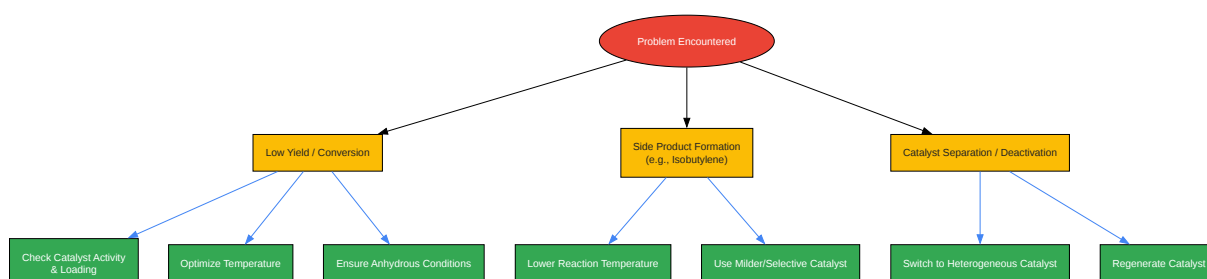 Problem Encountered
Low Yield / Conversion
Side Product Formation
(e.g., Isobutylene)
Catalyst Separation / Deactivation
Check Catalyst Activity
& Loading
Optimize Temperature
Ensure Anhydrous Conditions
Lower Reaction Temperature
Use Milder/Selective Catalyst
Switch to Heterogeneous Catalyst
Regenerate Catalyst